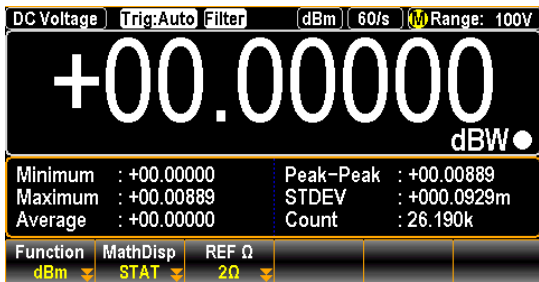 DC Voltage Trig:Auto Filter dBm 60/s M Range: 100V
+00.00000
dBW
Minimum : +00.00000 Peak-Peak : +00.00889
Maximum : +00.00889 STDEV : +000.0929m
Average : +00.00000 Count : 26.190k
Function MathDisp REF Ω
dBm STAT 2Ω